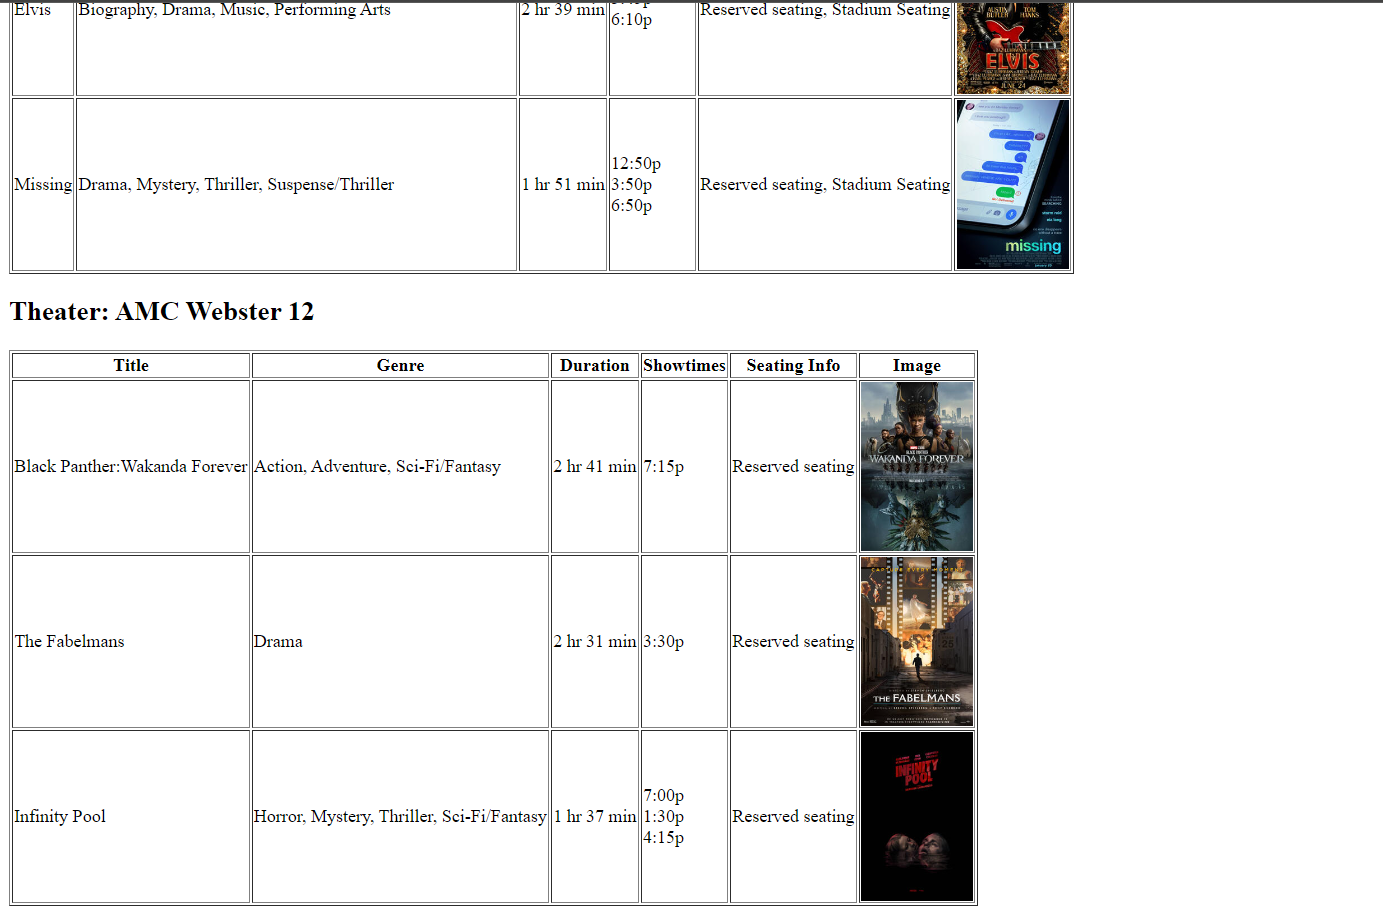 Elvis Biography, Drama, Music, Performing Arts 2 hr 39 min Reserved seating, Stadium Seating
6:10p
AUSTIN BUTLER TOM HANKS
ELVIS
JUNE 24
Missing Drama, Mystery, Thriller, Suspense/Thriller 1 hr 51 min 12:50p
3:50p
6:50p
Reserved seating, Stadium Seating
missing
Theater: AMC Webster 12
Title Genre Duration Showtimes Seating Info Image
Black Panther:Wakanda Forever Action, Adventure, Sci-Fi/Fantasy 2 hr 41 min 7:15p Reserved seating
WAKANDA FOREVER
The Fabelmans Drama 2 hr 31 min 3:30p Reserved seating
CAPTURE EVERY MOMENT
THE FABELMANS
Infinity Pool Horror, Mystery, Thriller, Sci-Fi/Fantasy 1 hr 37 min 7:00p
1:30p
4:15p
Reserved seating
INFINITY
POOL